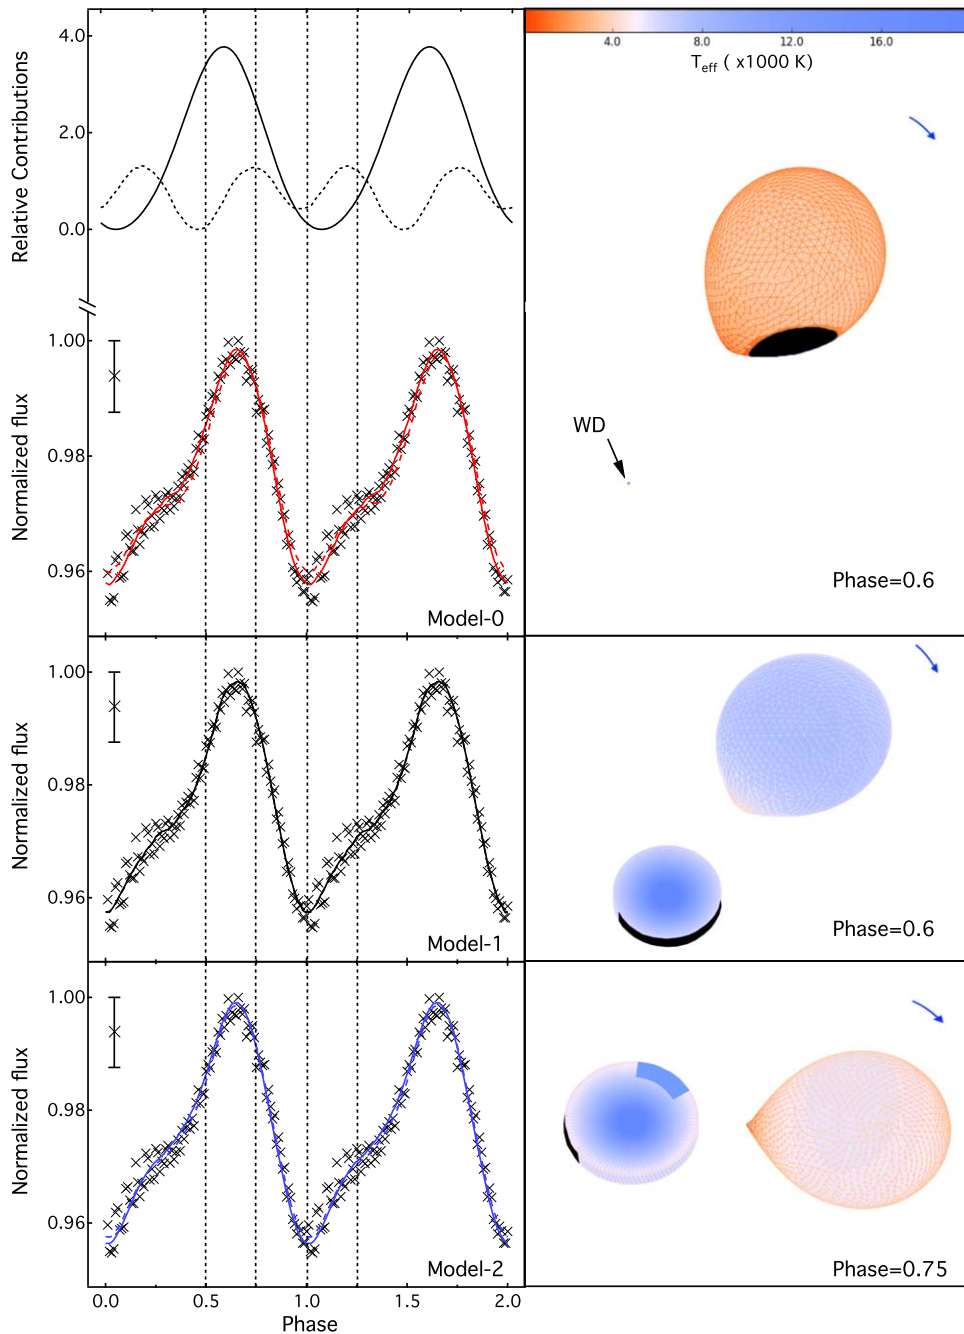 4.0
2.0
0.0
Relative Contributions
4.0 8.0 12.0 16.0
Teff ( x1000 K)
WD
Phase=0.6
1.00
0.98
0.96
Normalized flux
Model-0
1.00
0.98
0.96
Normalized flux
Model-1
Phase=0.6
1.00
0.98
0.96
Normalized flux
Model-2
Phase=0.75
0.0 0.5 1.0 1.5 2.0
Phase